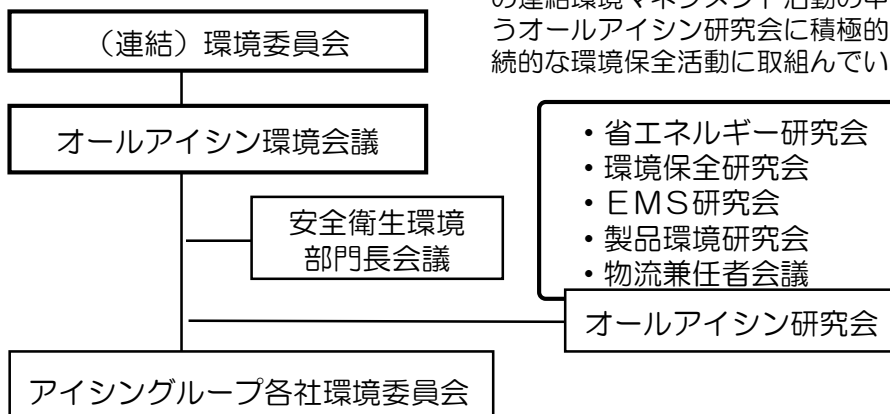 うオールアイシン研究会に積極的
続的な環境保全活動に取組んでい
（連結）環境委員会
オールアイシン環境会議
安全衛生環境
部門長会議
・省エネルギー研究会
・環境保全研究会
・ＥＭＳ研究会
・製品環境研究会
・物流兼任者会議
オールアイシン研究会
アイシングループ各社環境委員会